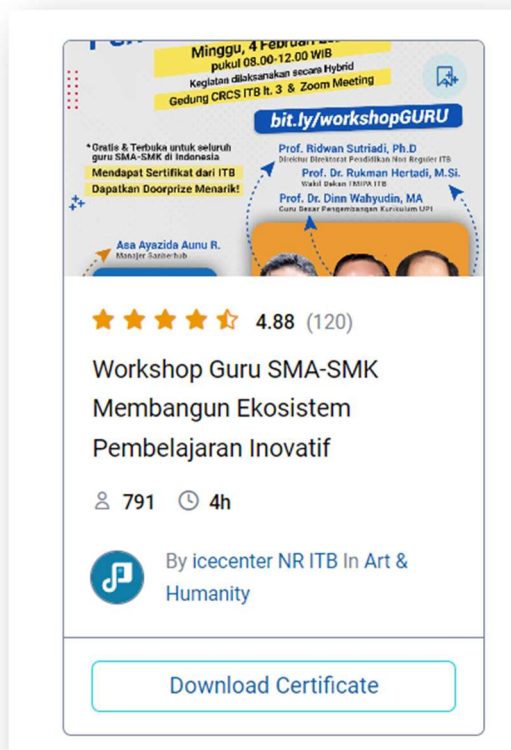 Minggu, 4 Februari
pukul 08.00-12.00 WIB
Kegiatan dilaksanakan secara Hybrid
Gedung CRCS ITB lt. 3 & Zoom Meeting
bit.ly/workshopGURU
*Gratis & Terbuka untuk seluruh
guru SMA-SMK di Indonesia
Mendapat Sertifikat dari ITB
Dapatkan Doorprize Menarik!
Prof. Ridwan Sutriadi, Ph.D
Direktur Direktorat Pendidikan Non Reguler ITB
Prof. Dr. Rukman Hertadi, M.Si.
Wakil Dekan FMIPA ITB
Prof. Dr. Dinn Wahyudin, MA
Guru Besar Pengembangan Kurikulum UPI
Asa Ayazida Aunu R.
Manajer Sanberhub
4.88 (120)
Workshop Guru SMA-SMK
Membangun Ekosistem
Pembelajaran Inovatif
791 4h
By icecenter NR ITB In Art &
Humanity
Download Certificate